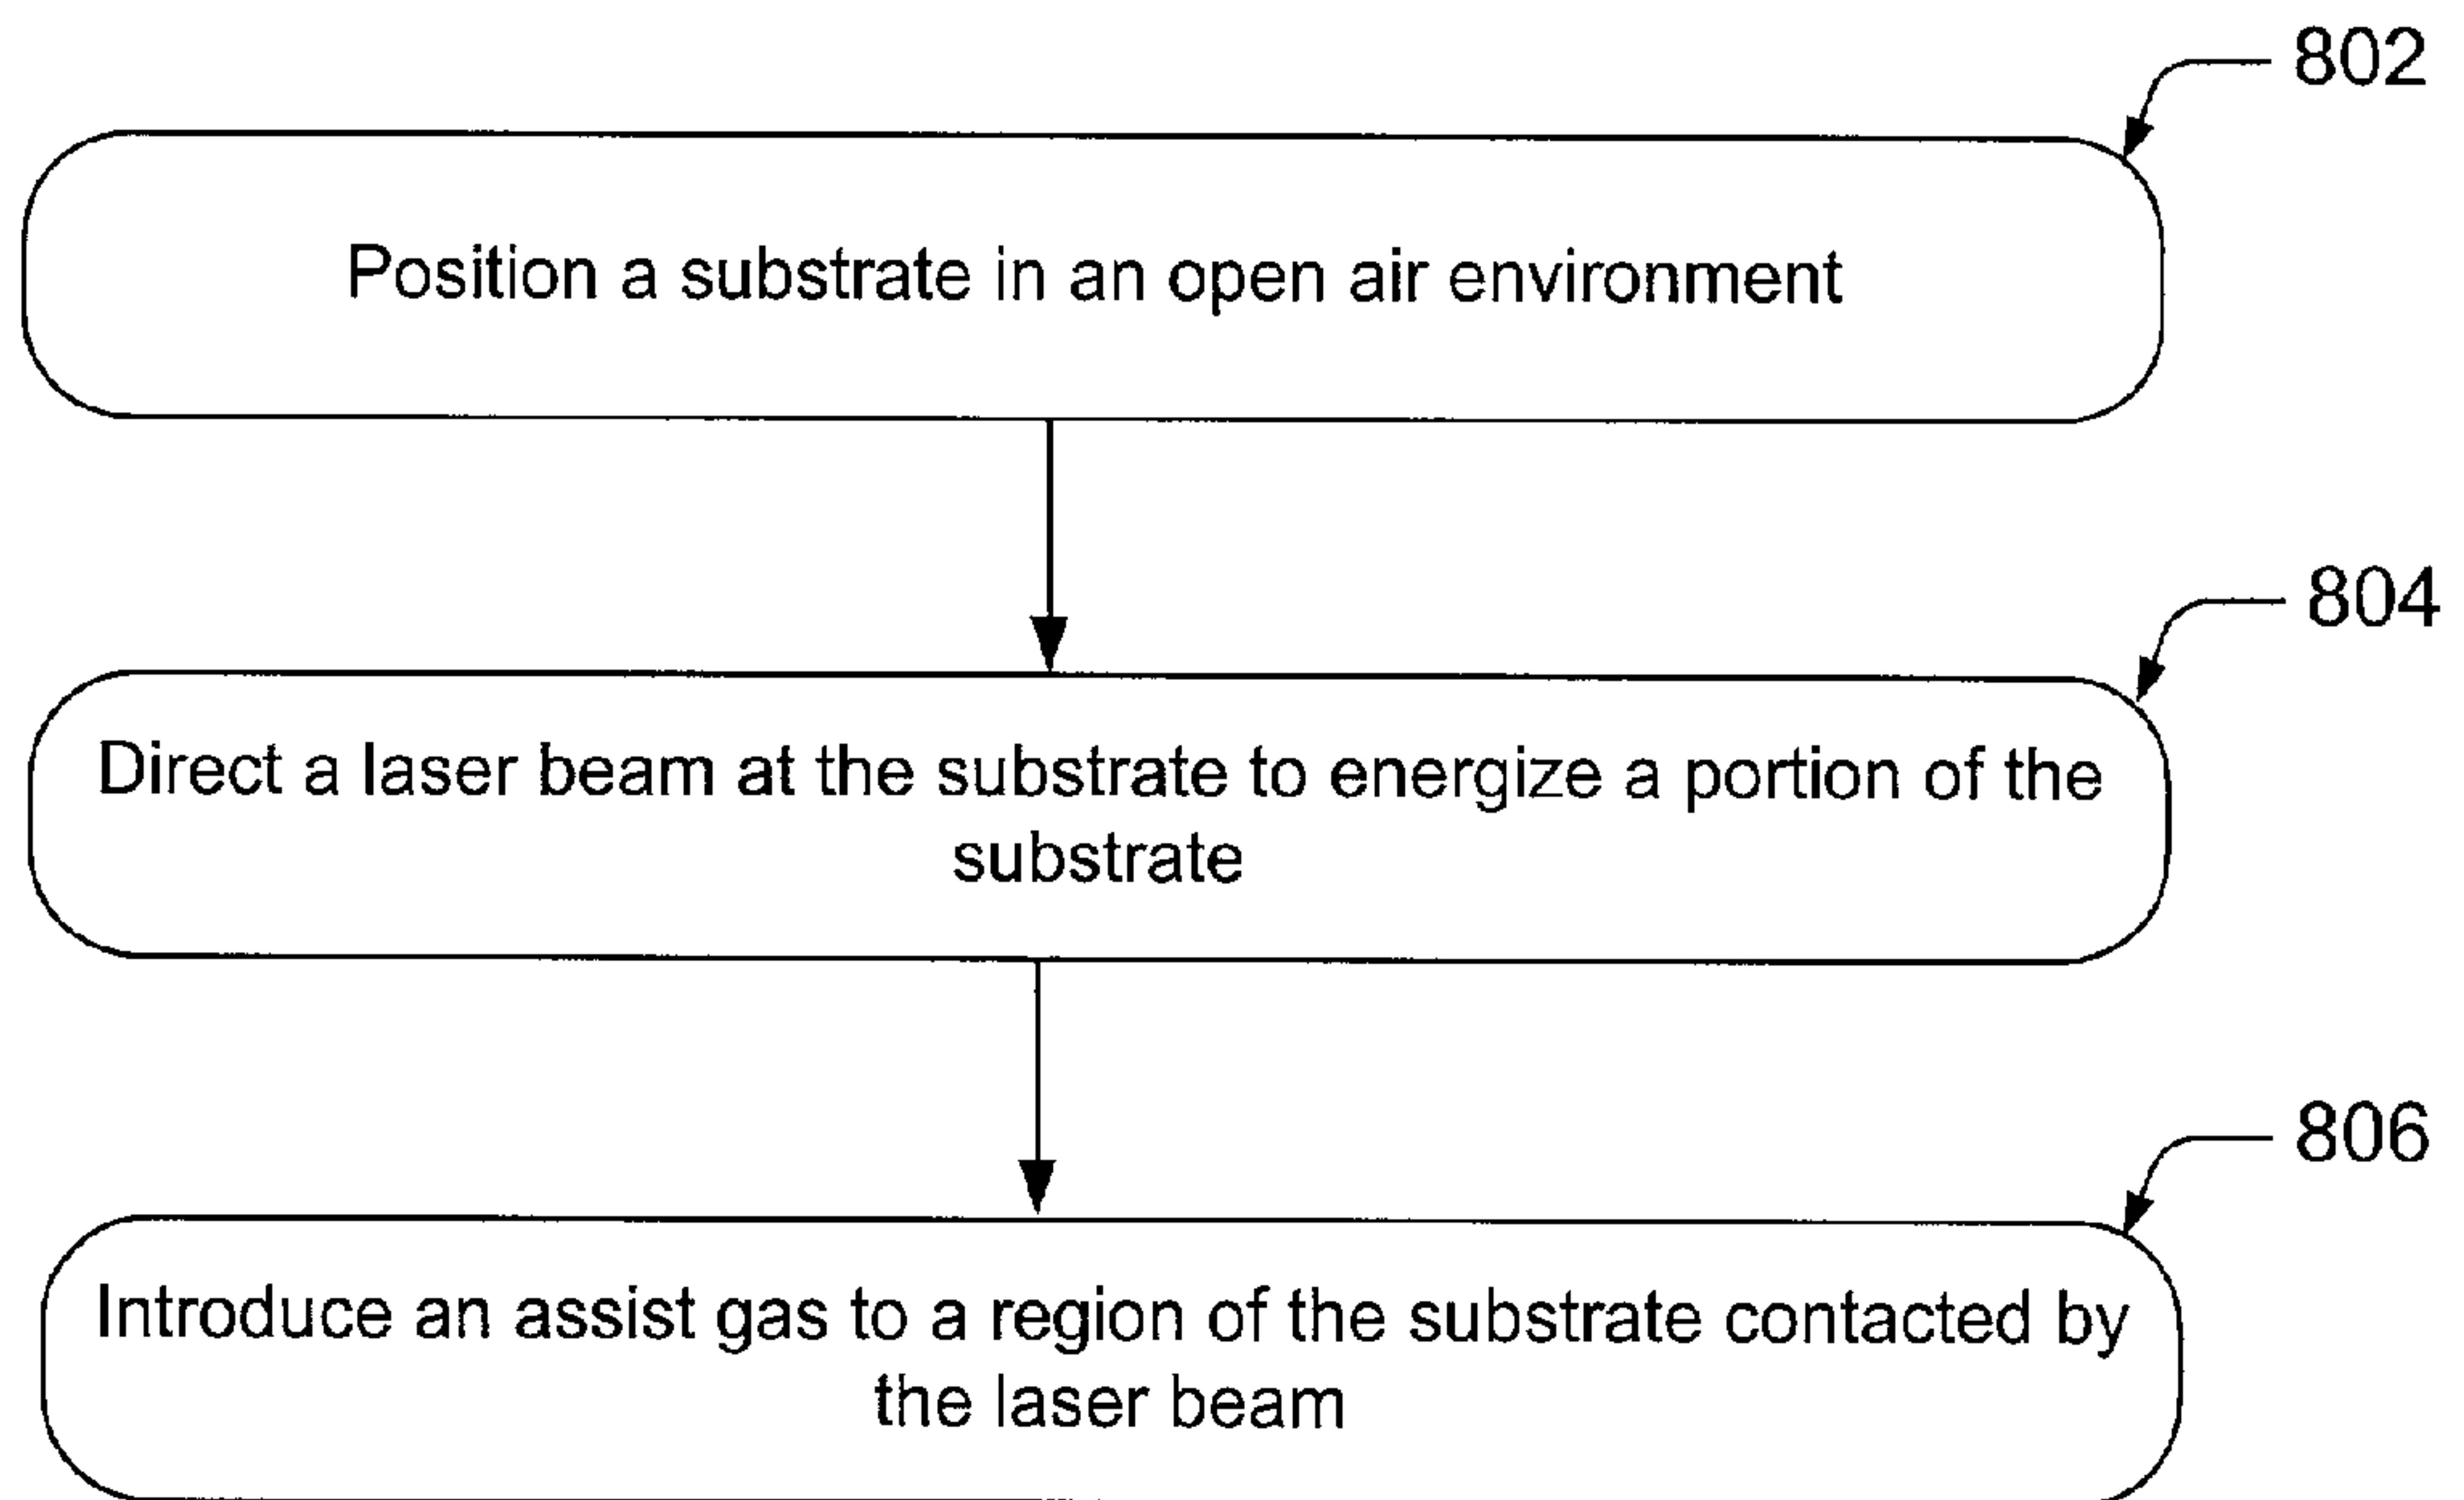 802
Position a substrate in an open air environment
804
Direct a laser beam at the substrate to energize a portion of the
substrate
806
Introduce an assist gas to a region of the substrate contacted by
the laser beam